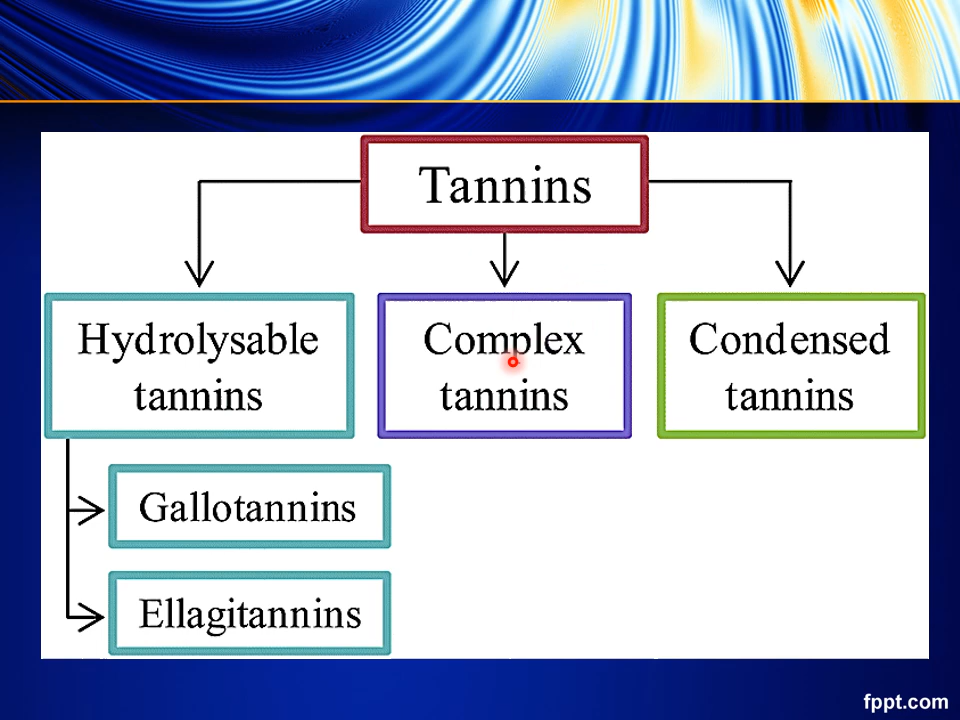 Tannins
Hydrolysable
tannins
Complex
tannins
Condensed
tannins
Gallotannins
Ellagitannins
fppt.com